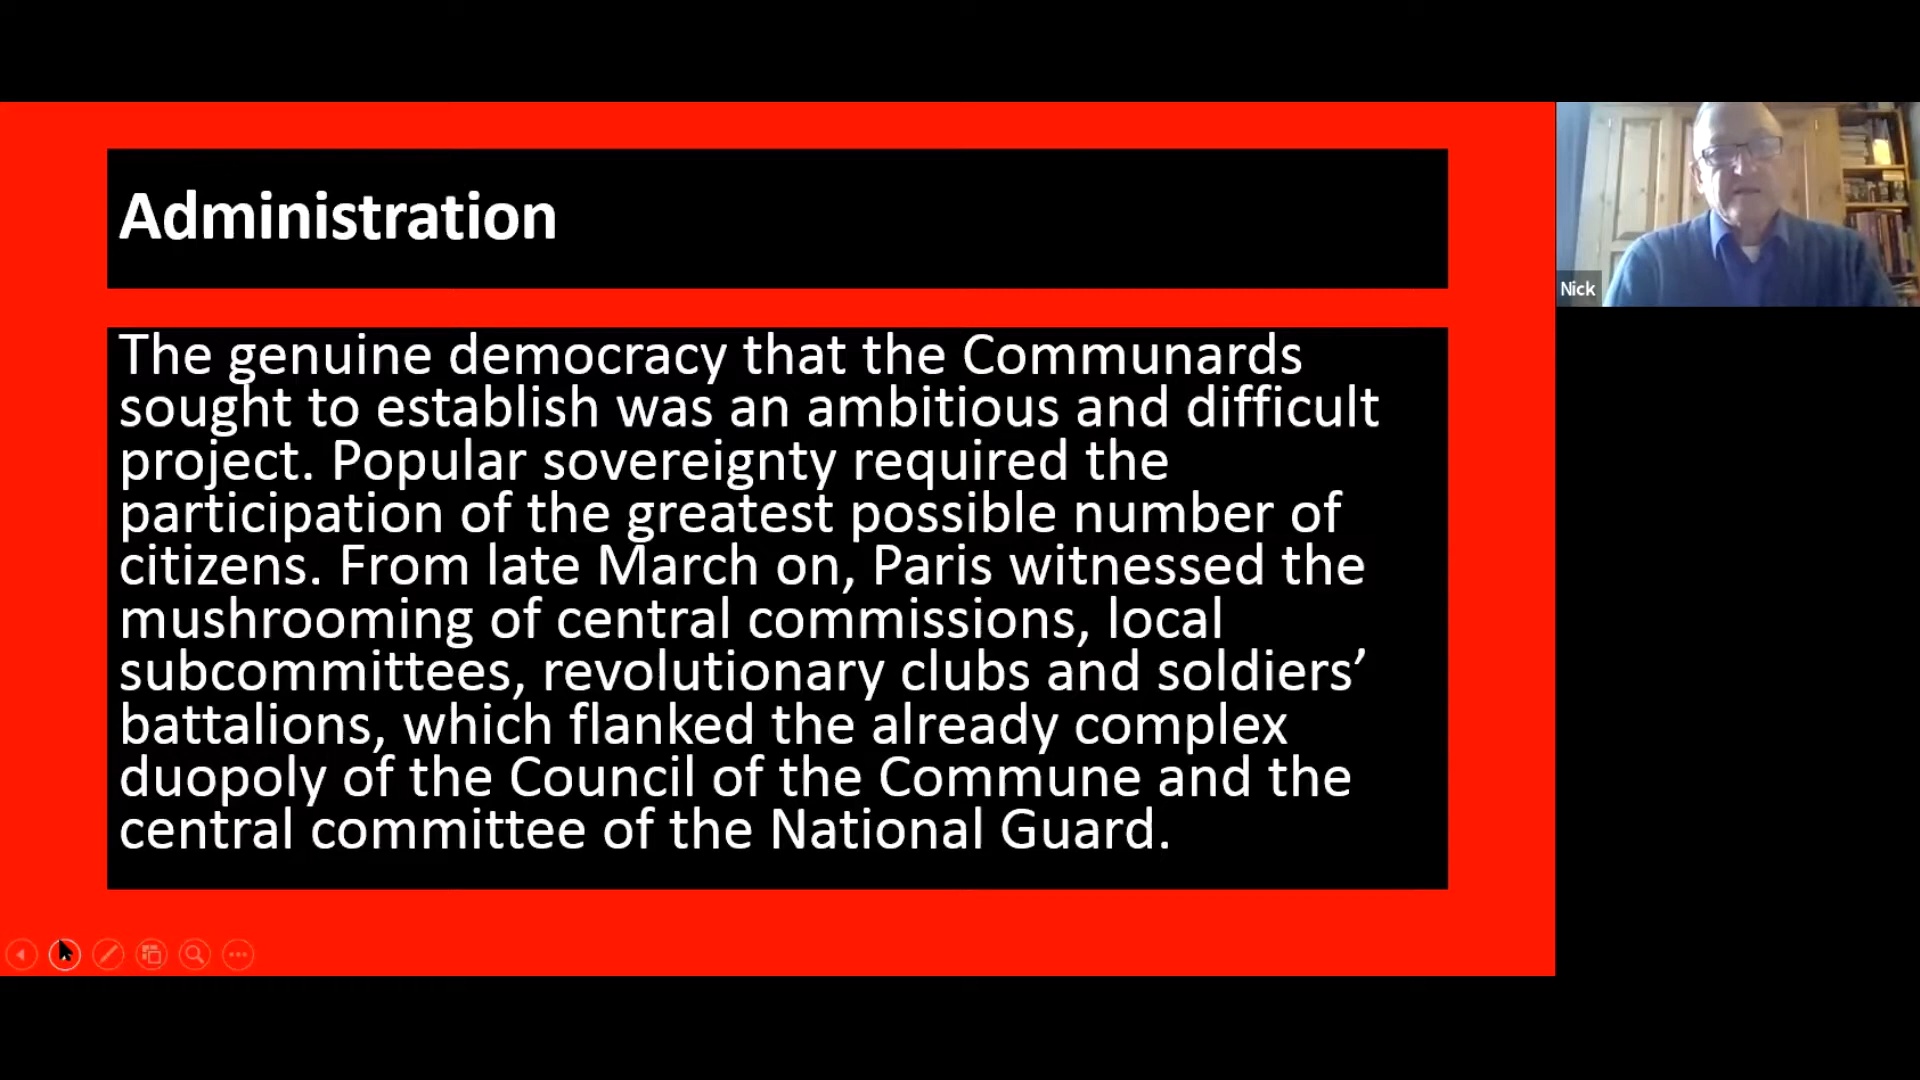 Administration
The genuine democracy that the Communards
sought to establish was an ambitious and difficult
project. Popular sovereignty required the
participation of the greatest possible number of
citizens. From late March on, Paris witnessed the
mushrooming of central commissions, local
subcommittees, revolutionary clubs and soldiers’
battalions, which flanked the already complex
duopoly of the Council of the Commune and the
central committee of the National Guard.
Nick